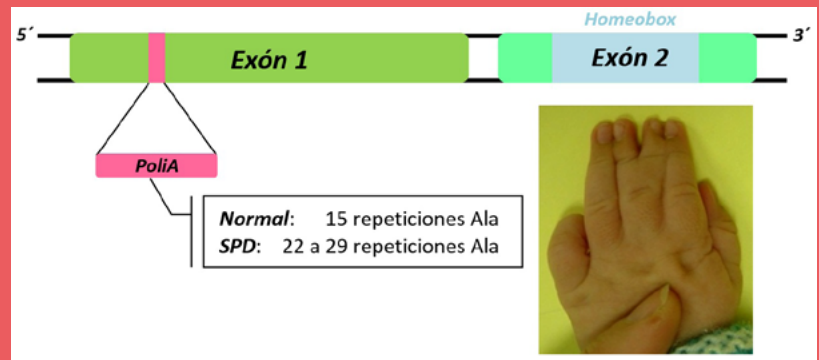 Homeobox
5´ Exón 1 Exón 2 3´
PoliA
Normal: 15 repeticiones Ala
SPD: 22 a 29 repeticiones Ala